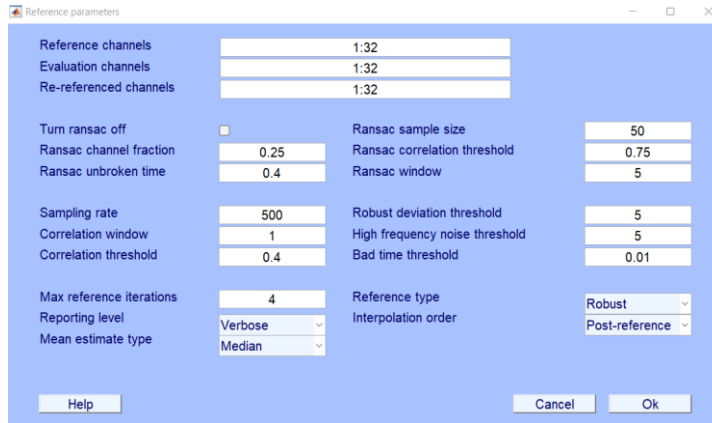 Reference parameters
Reference channels 1:32
Evaluation channels 1:32
Re-referenced channels 1:32
Turn ransac off Ransac sample size 50
Ransac channel fraction 0.25 Ransac correlation threshold 0.75
Ransac unbroken time 0.4 Ransac window 5
Sampling rate 500 Robust deviation threshold 5
Correlation window 1 High frequency noise threshold 5
Correlation threshold 0.4 Bad time threshold 0.01
Max reference iterations 4 Reference type Robust
Reporting level Verbose Interpolation order Post-reference
Mean estimate type Median
Help Cancel Ok